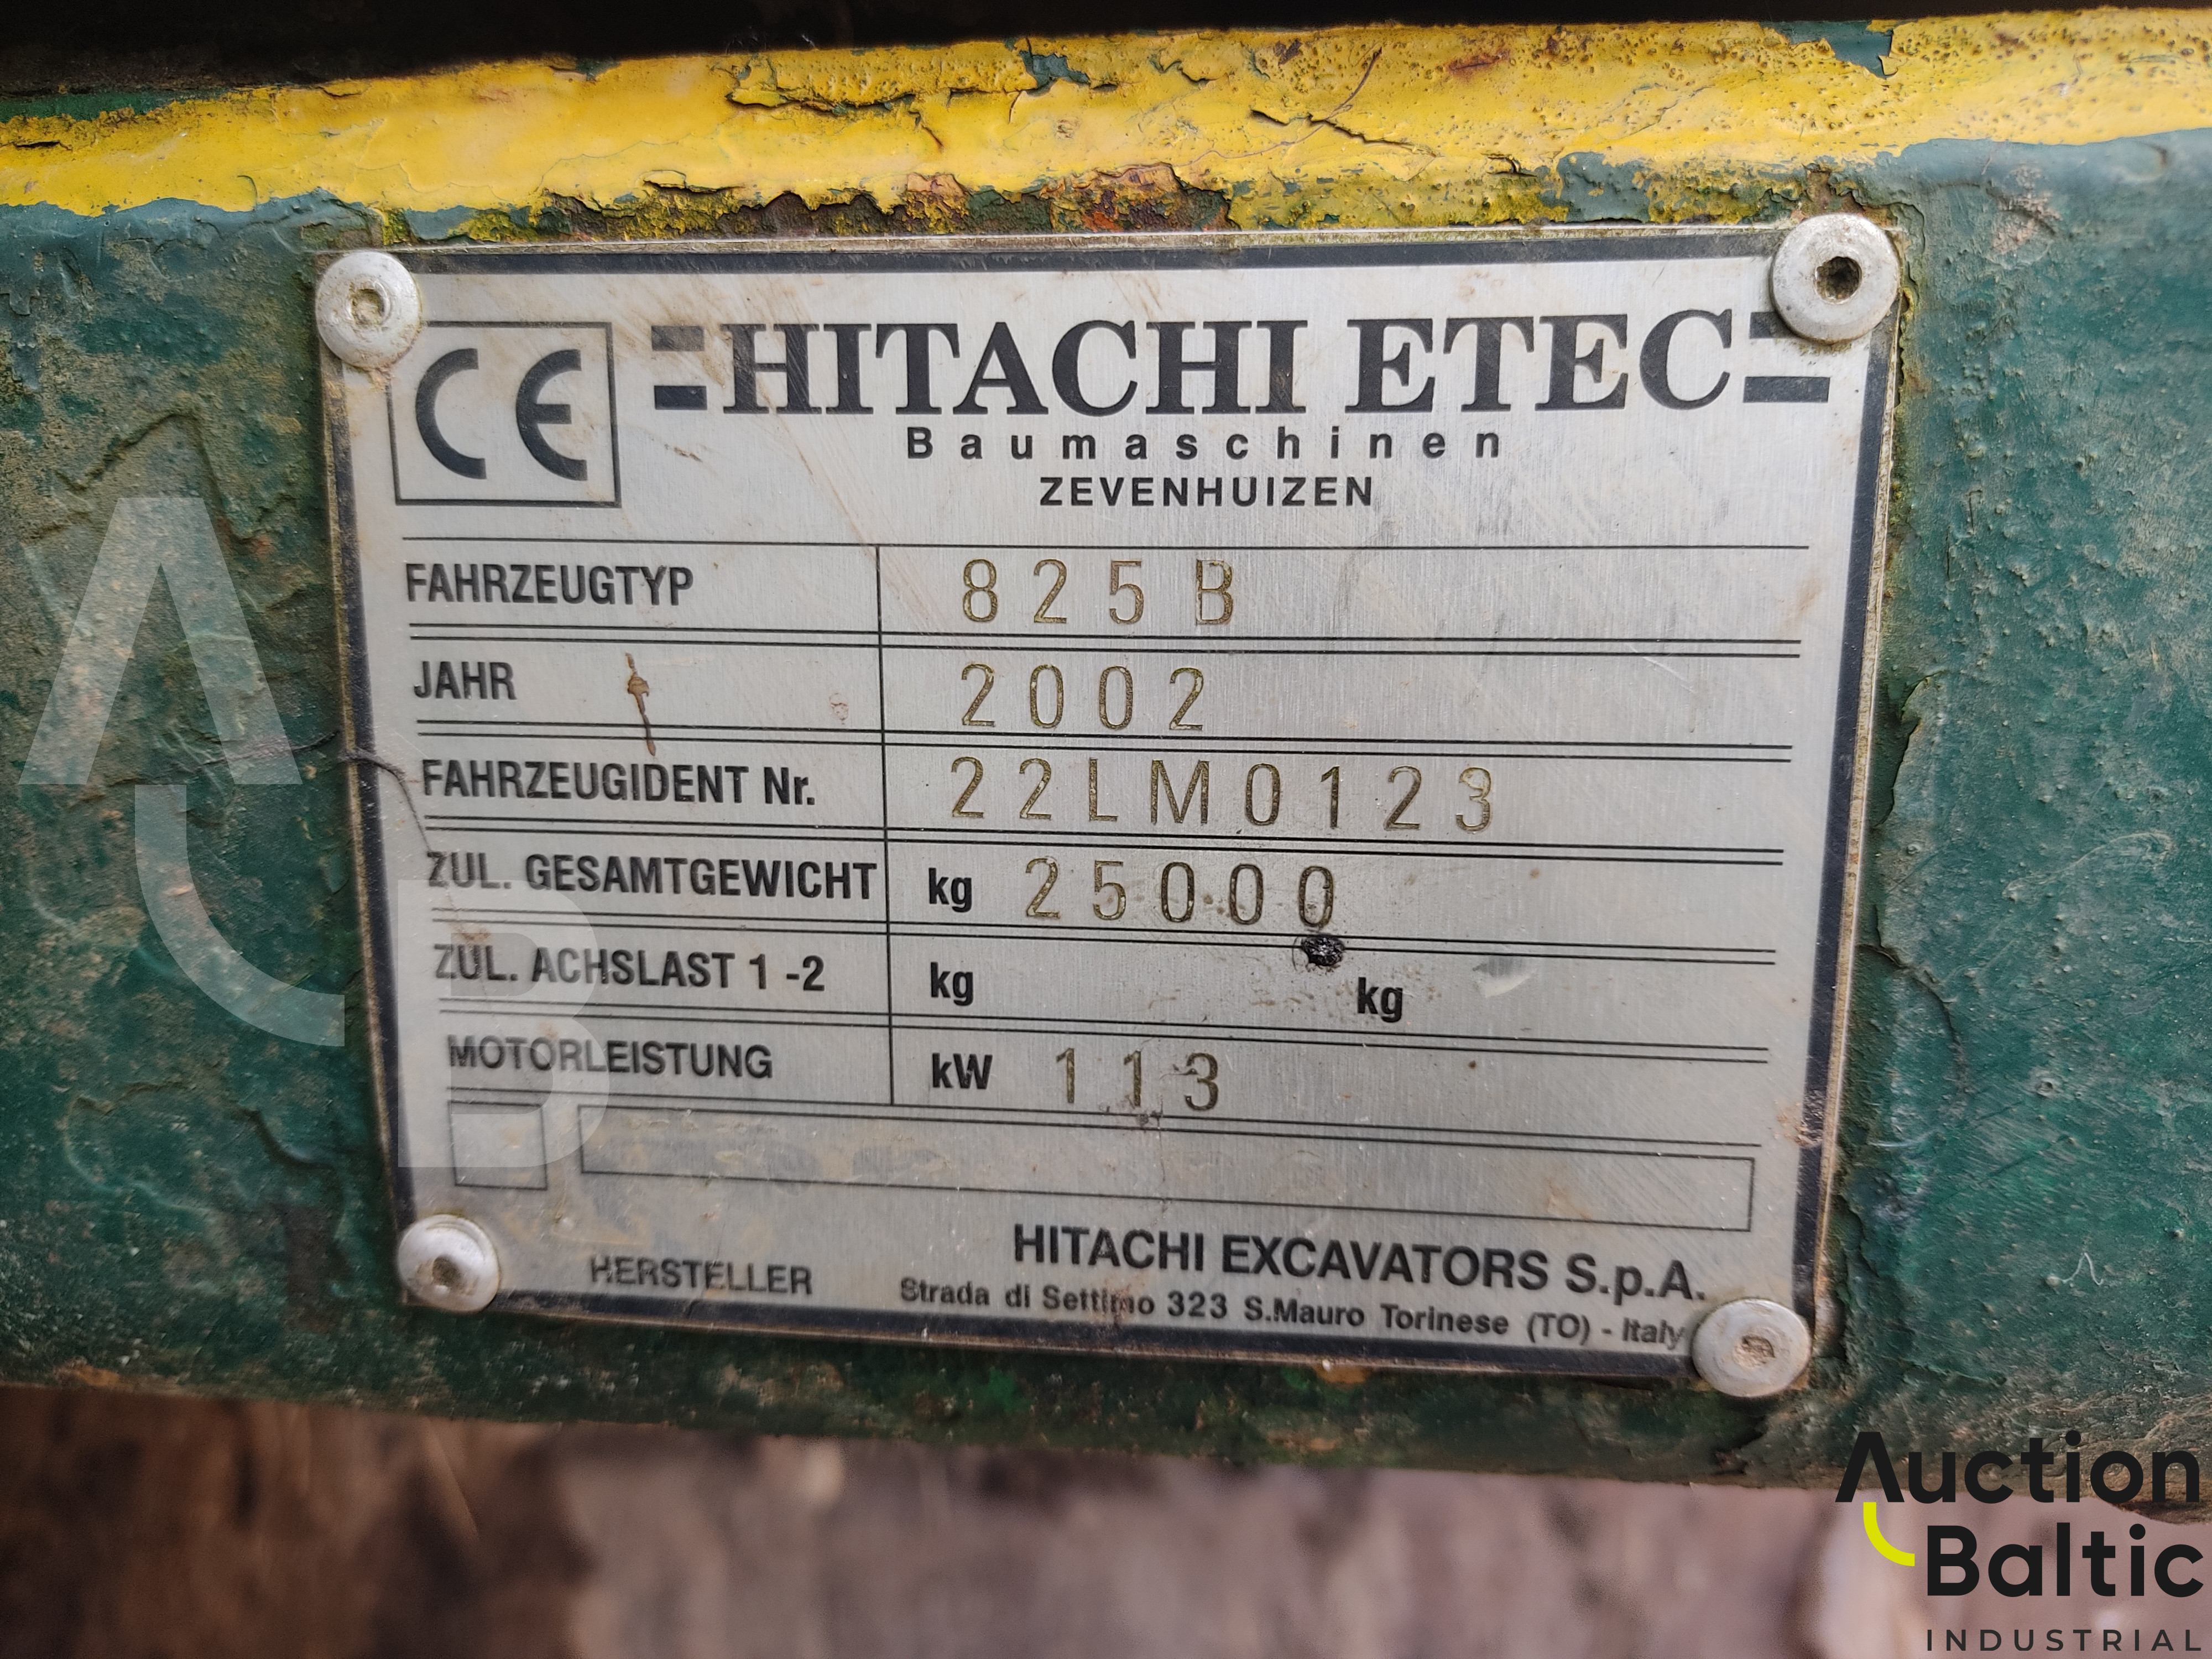 CE
HITACHI ETEC
Baumaschinen
ZEVENHUIZEN
FAHRZEUGTYP 825B
JAHR 2002
FAHRZEUGIDENT Nr. 22LM0123
ZUL. GESAMTGEWICHT kg 25000
ZUL. ACHSLAST 1 -2 kg kg
MOTORLEISTUNG kW 113
HERSTELLER HITACHI EXCAVATORS S.p.A.
Strada di Settimo 323 S.Mauro Torinese (TO) - Italy
AB
Auction
Baltic
INDUSTRIAL